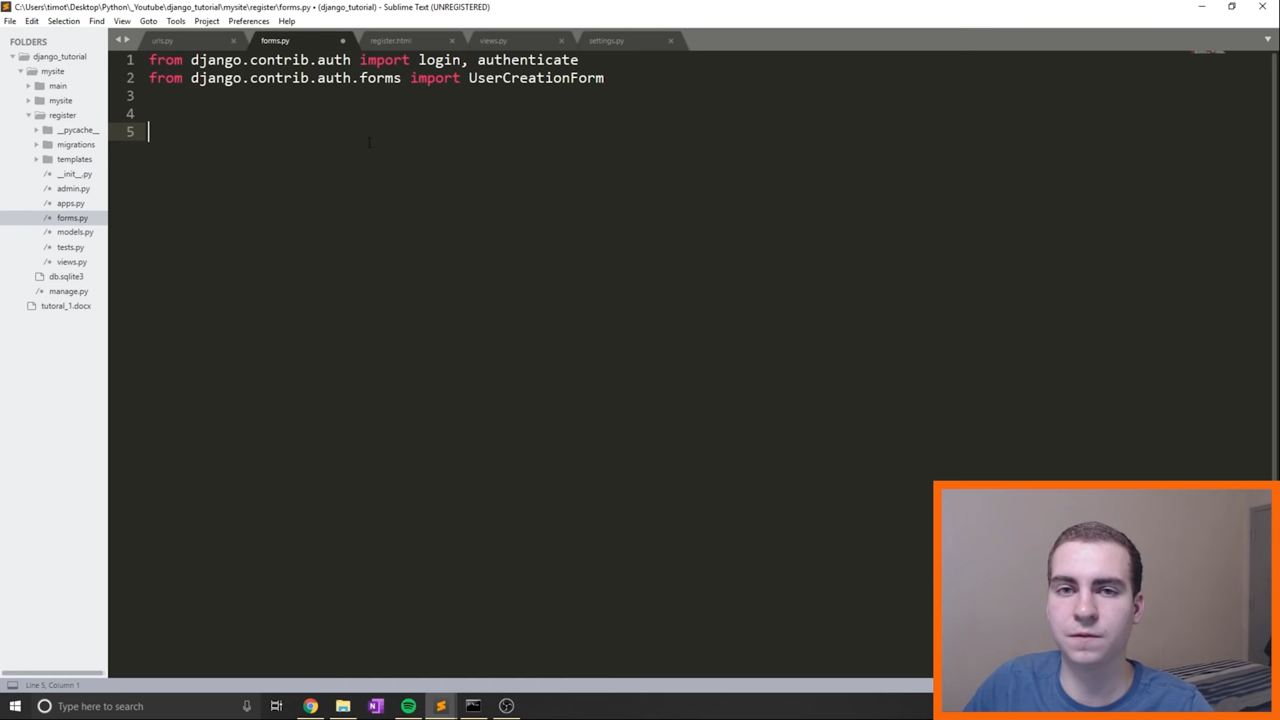 C:\Users\timot\Desktop\Python\_Youtube\django_tutorial\mysite\register\forms.py • (django_tutorial) - Sublime Text (UNREGISTERED)
File Edit Selection Find View Goto Tools Project Preferences Help
FOLDERS
django_tutorial
mysite
main
mysite
register
__pycache__
migrations
templates
/* __init__.py
/* admin.py
/* apps.py
/* forms.py
/* models.py
/* tests.py
/* views.py
db.sqlite3
/* manage.py
tutoral_1.docx
urls.py
forms.py
register.html
views.py
settings.py
1 from django.contrib.auth import login, authenticate
2 from django.contrib.auth.forms import UserCreationForm
3
4
5
Line 5, Column 1
Type here to search